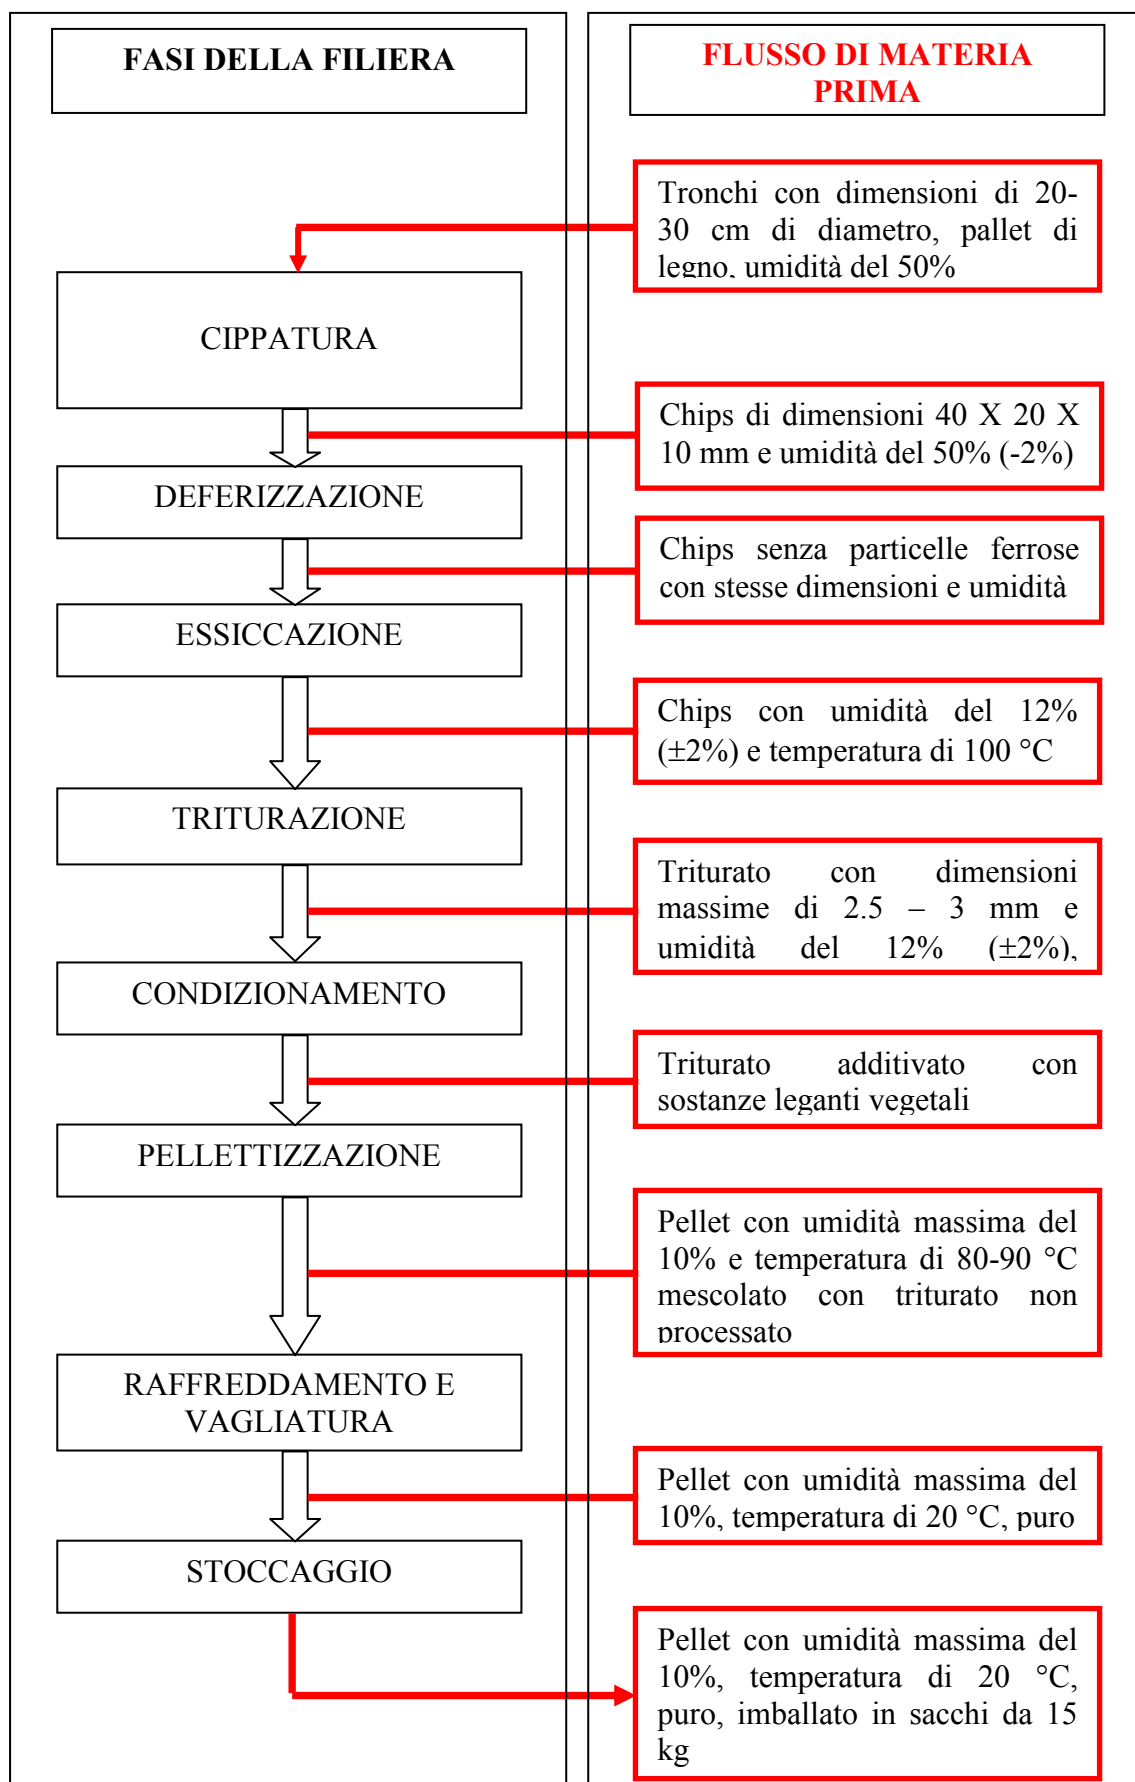 FASI DELLA FILIERA
FLUSSO DI MATERIA
PRIMA
Tronchi con dimensioni di 20-
30 cm di diametro, pallet di
legno, umidità del 50%
CIPPATURA
Chips di dimensioni 40 X 20 X
10 mm e umidità del 50% (-2%)
DEFERIZZAZIONE
Chips senza particelle ferrose
con stesse dimensioni e umidità
ESSICCAZIONE
Chips con umidità del 12%
(±2%) e temperatura di 100 °C
TRITURAZIONE
Triturato con dimensioni
massime di 2.5 – 3 mm e
umidità del 12% (±2%),
CONDIZIONAMENTO
Triturato additivato con
sostanze leganti vegetali
PELLETTIZZAZIONE
Pellet con umidità massima del
10% e temperatura di 80-90 °C
mescolato con triturato non
processato
RAFFREDDAMENTO E
VAGLIATURA
Pellet con umidità massima del
10%, temperatura di 20 °C, puro
STOCCAGGIO
Pellet con umidità massima del
10%, temperatura di 20 °C,
puro, imballato in sacchi da 15
kg